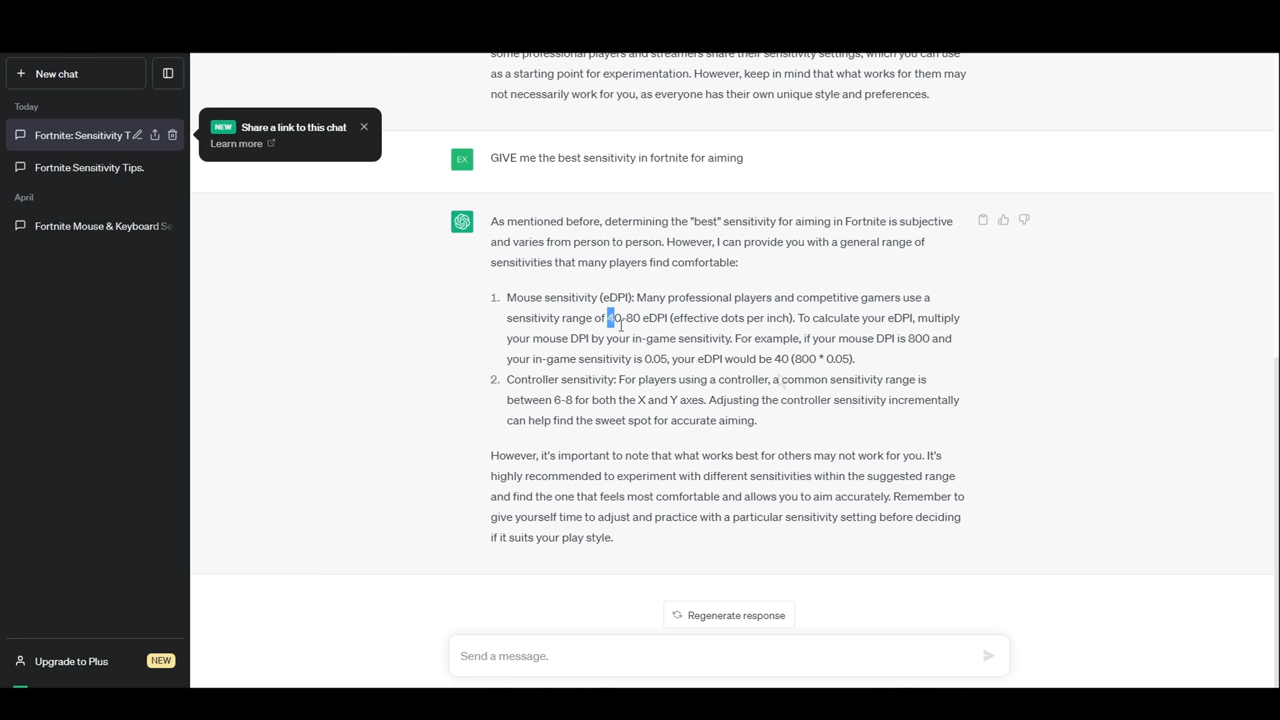 New chat
Today
Fortnite: Sensitivity T
Fortnite Sensitivity Tips.
April
Fortnite Mouse & Keyboard Se
NEW Share a link to this chat
Learn more
some professional players and streamers share their sensitivity settings, which you can use
as a starting point for experimentation. However, keep in mind that what works for them may
not necessarily work for you, as everyone has their own unique style and preferences.
EX GIVE me the best sensitivity in fortnite for aiming
As mentioned before, determining the "best" sensitivity for aiming in Fortnite is subjective
and varies from person to person. However, I can provide you with a general range of
sensitivities that many players find comfortable:
1. Mouse sensitivity (eDPI): Many professional players and competitive gamers use a
sensitivity range of 40-80 eDPI (effective dots per inch). To calculate your eDPI, multiply
your mouse DPI by your in-game sensitivity. For example, if your mouse DPI is 800 and
your in-game sensitivity is 0.05, your eDPI would be 40 (800 * 0.05).
2. Controller sensitivity: For players using a controller, a common sensitivity range is
between 6-8 for both the X and Y axes. Adjusting the controller sensitivity incrementally
can help find the sweet spot for accurate aiming.
However, it's important to note that what works best for others may not work for you. It's
highly recommended to experiment with different sensitivities within the suggested range
and find the one that feels most comfortable and allows you to aim accurately. Remember to
give yourself time to adjust and practice with a particular sensitivity setting before deciding
if it suits your play style.
Regenerate response
Send a message.
Upgrade to Plus NEW